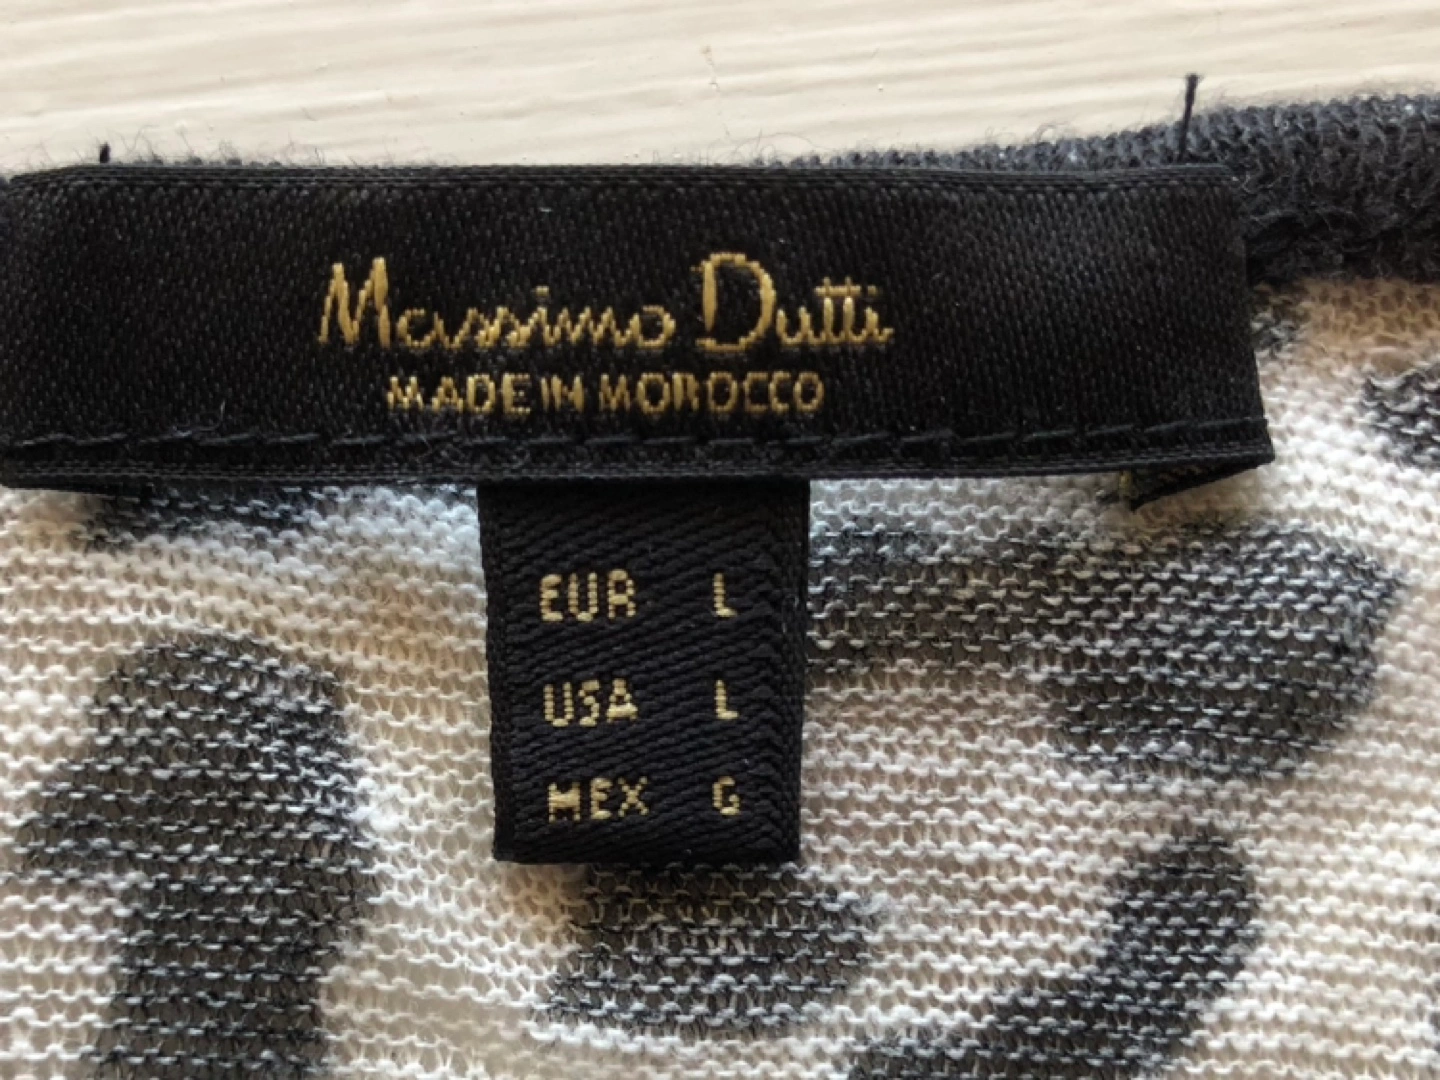 Massimo Dutti
MADE IN MOROCCO
EUR L
USA L
MEX G